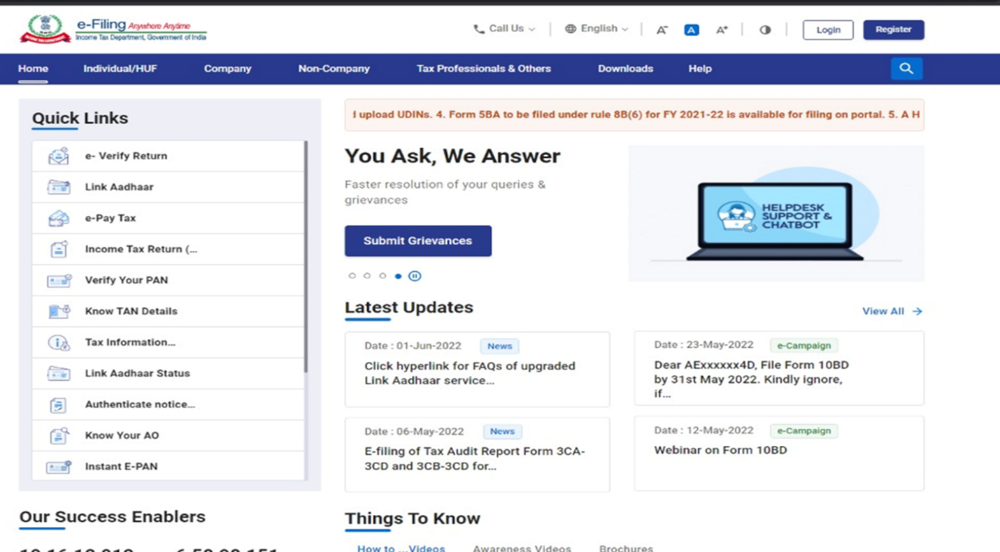 e-Filing Anywhere Anytime
Income Tax Department, Government of India
Call Us
English
A-
A
A+
Login
Register
Home
Individual/HUF
Company
Non-Company
Tax Professionals & Others
Downloads
Help
Quick Links
e- Verify Return
Link Aadhaar
e-Pay Tax
Income Tax Return (...
Verify Your PAN
Know TAN Details
Tax Information...
Link Aadhaar Status
Authenticate notice...
Know Your AO
Instant E-PAN
Our Success Enablers
upload UDINs. 4. Form 5BA to be filed under rule 8B(6) for FY 2021-22 is available for filing on portal. 5. A H
You Ask, We Answer
Faster resolution of your queries &
grievances
Submit Grievances
HELPDESK
SUPPORT &
CHATBOT
Latest Updates
View All
Date : 01-Jun-2022 News
Click hyperlink for FAQs of upgraded
Link Aadhaar service...
Date : 23-May-2022 e-Campaign
Dear AExxxxxx4D, File Form 10BD
by 31st May 2022. Kindly ignore,
if...
Date : 06-May-2022 News
E-filing of Tax Audit Report Form 3CA-
3CD and 3CB-3CD for...
Date : 12-May-2022 e-Campaign
Webinar on Form 10BD
Things To Know
How to ...Videos
Awareness Videos
Brochures